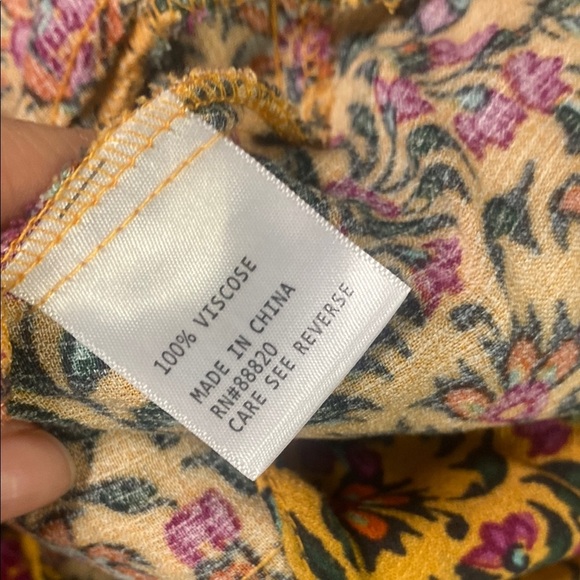 100% VISCOSE
MADE IN CHINA
RN#88820
CARE SEE REVERSE